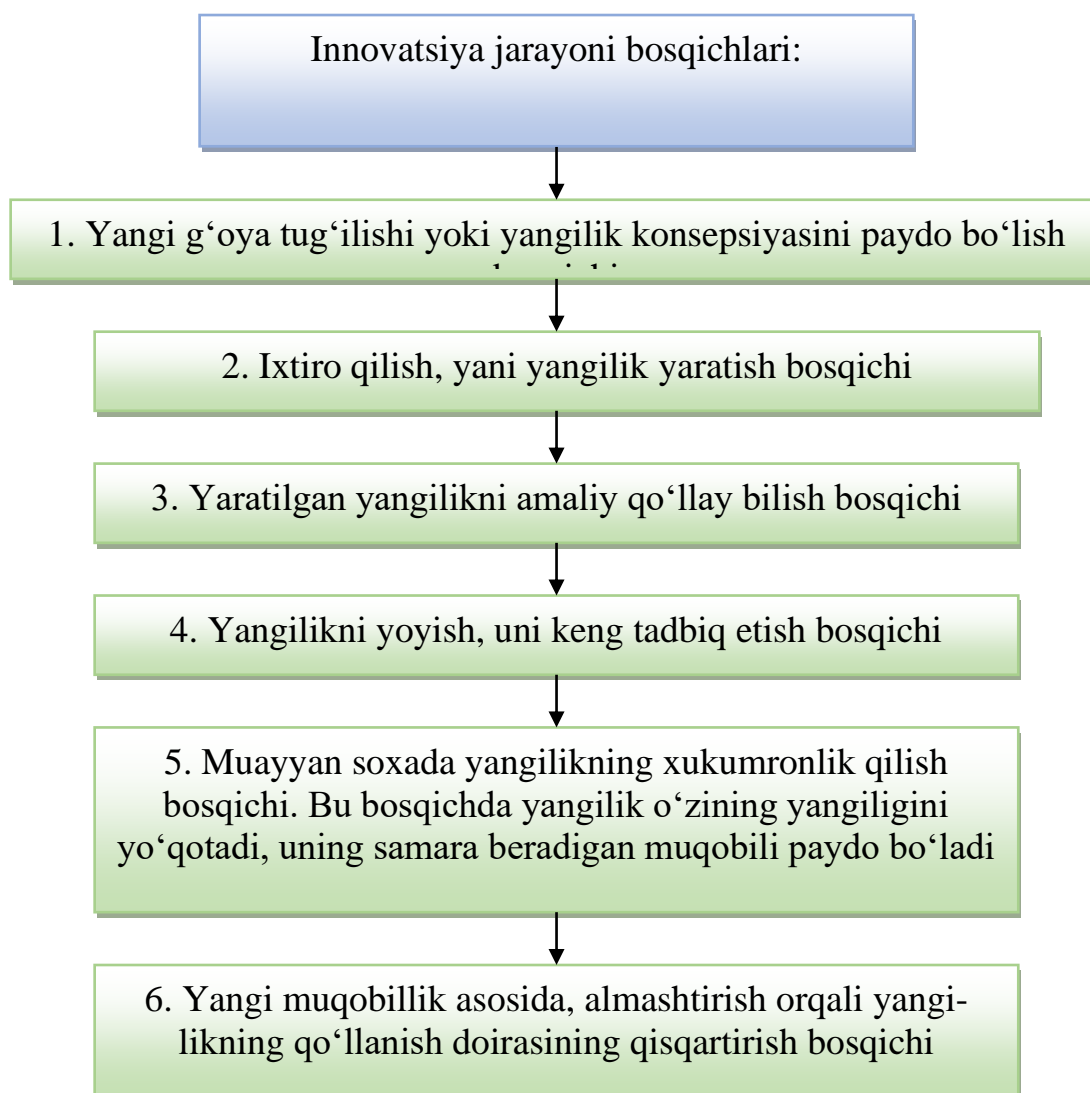 Innovatsiya jarayoni bosqichlari:
1. Yangi g‘oya tug‘ilishi yoki yangilik konsepsiyasini paydo bo‘lish
2. Ixtiro qilish, yani yangilik yaratish bosqichi
3. Yaratilgan yangilikni amaliy qo‘llay bilish bosqichi
4. Yangilikni yoyish, uni keng tadbiq etish bosqichi
5. Muayyan soxada yangilikning xukumronlik qilish
bosqichi. Bu bosqichda yangilik o‘zining yangiligini
yo‘qotadi, uning samara beradigan muqobili paydo bo‘ladi
6. Yangi muqobillik asosida, almashtirish orqali yangi-
likning qo‘llanish doirasining qisqartirish bosqichi